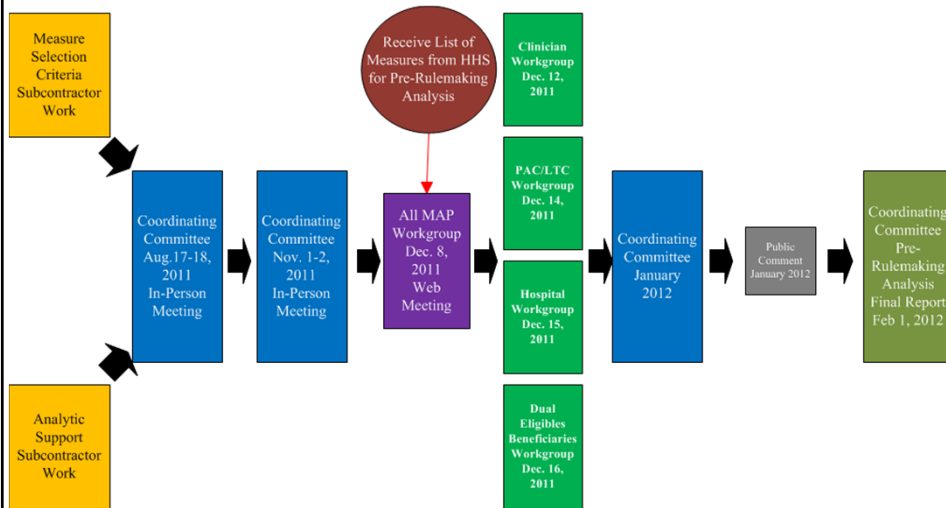 Measure
Selection
Criteria
Subcontractor
Work
Analytic
Support
Subcontractor
Work
Coordinating
Committee
Aug.17-18,
2011
In-Person
Meeting
Coordinating
Committee
Nov. 1-2,
2011
In-Person
Meeting
Receive List of
Measures from HHS
for Pre-Rulemaking
Analysis
All MAP
Workgroup
Dec. 8,
2011
Web
Meeting
Clinician
Workgroup
Dec. 12,
2011
PAC/LTC
Workgroup
Dec. 14,
2011
Hospital
Workgroup
Dec. 15,
2011
Dual
Eligibles
Beneficiaries
Workgroup
Dec. 16,
2011
Coordinating
Committee
January
2012
Public
Comment
January 2012
Coordinating
Committee
Pre-
Rulemaking
Analysis
Final Report
Feb 1, 2012